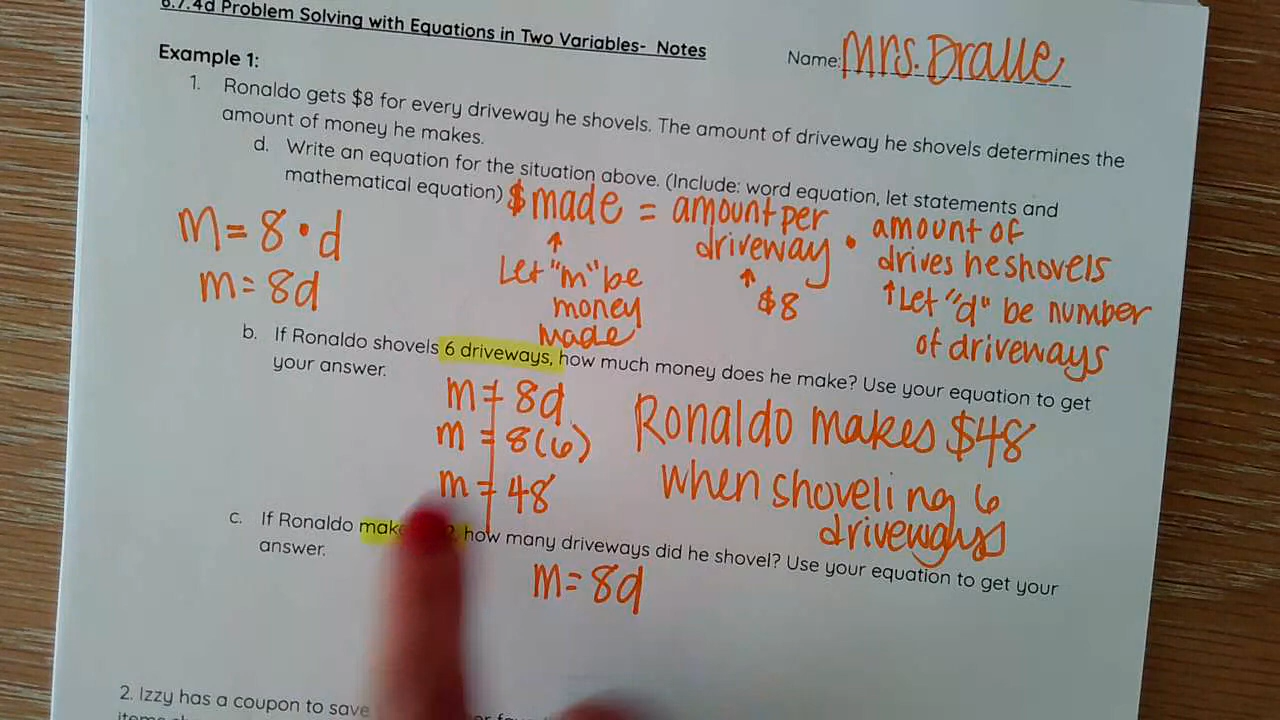 6.7.4d Problem Solving with Equations in Two Variables- Notes
Name: Mrs. Dralle
Example 1:
1. Ronaldo gets $8 for every driveway he shovels. The amount of driveway he shovels determines the
amount of money he makes.
d. Write an equation for the situation above. (Include: word equation, let statements and
mathematical equation)
$ made = amount per driveway • amount of drives he shovels
↑ Let "m" be money made
↑ $8
↑ Let "d" be number of driveways
m = 8 • d
m = 8d
b. If Ronaldo shovels 6 driveways, how much money does he make? Use your equation to get
your answer.
m = 8d
m = 8(6)
m = 48
Ronaldo makes $48
when shoveling 6
driveways
c. If Ronaldo how many driveways did he shovel? Use your equation to get your
answer.
m = 8d
2. Izzy has a coupon to save